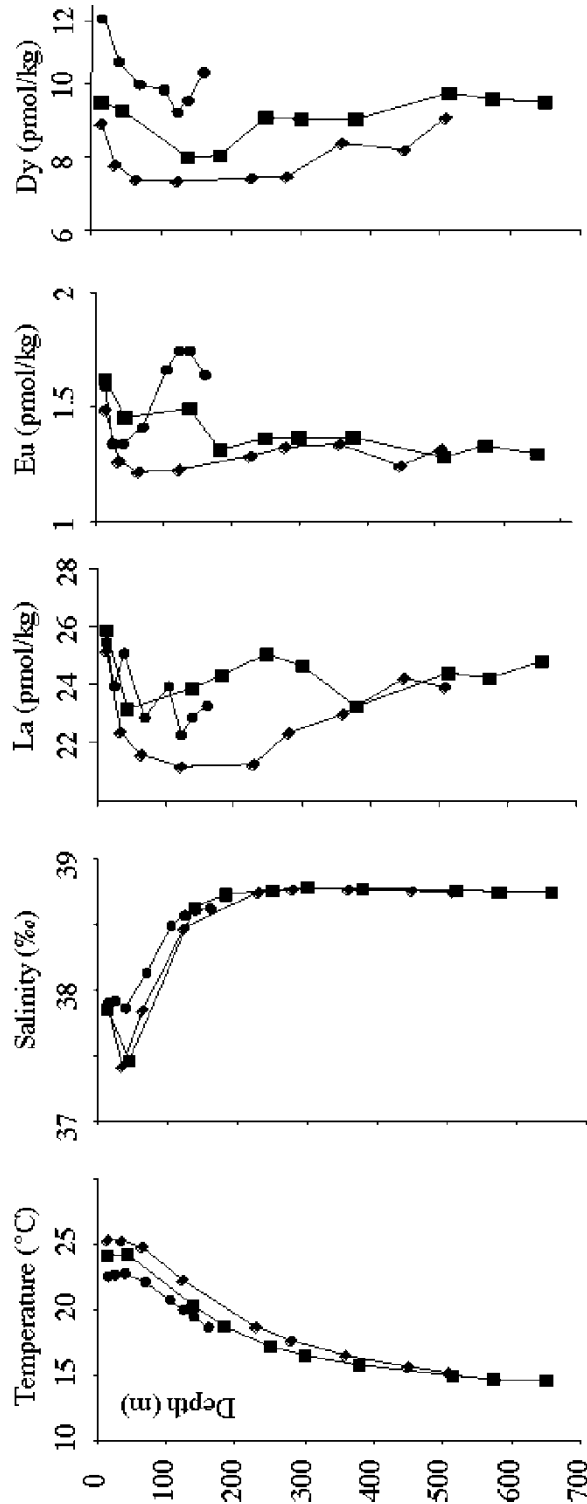 Temperature (°C)
10 15 20 25
Salinity (‰)
37 38 39
La (pmol/kg)
22 24 26 28
Eu (pmol/kg)
1 1.5 2
Dy (pmol/kg)
6 8 10 12
Depth (m)
0
100
200
300
400
500
600
700